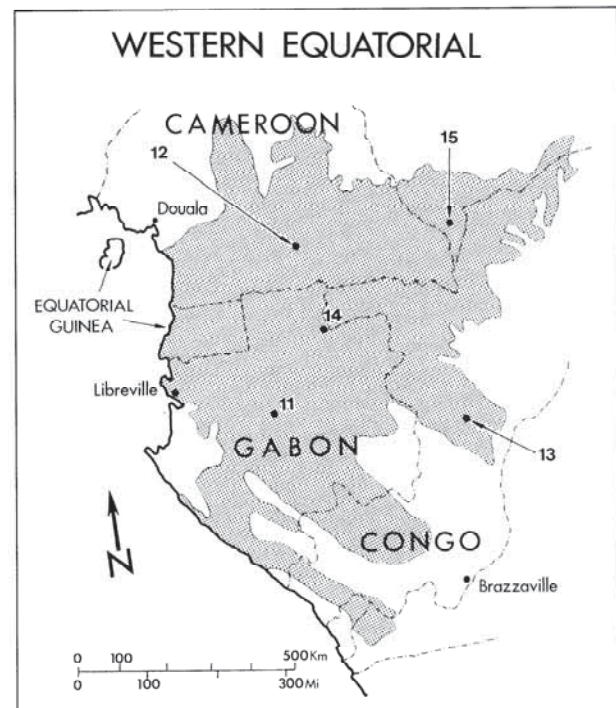 WESTERN EQUATORIAL
CAMEROON
15
12
Douala
EQUATORIAL
GUINEA
14
Libreville
11
GABON
13
CONGO
N
Brazzaville
0 100 500 Km
0 100 300 Mi